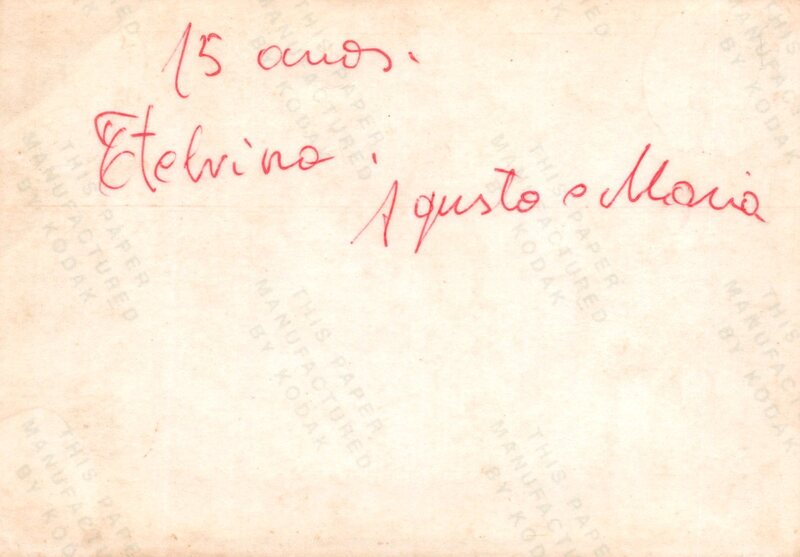 15 anos.
Etelvina.
Agusto e Maria
THIS PAPER
MANUFACTURED
BY KODAK